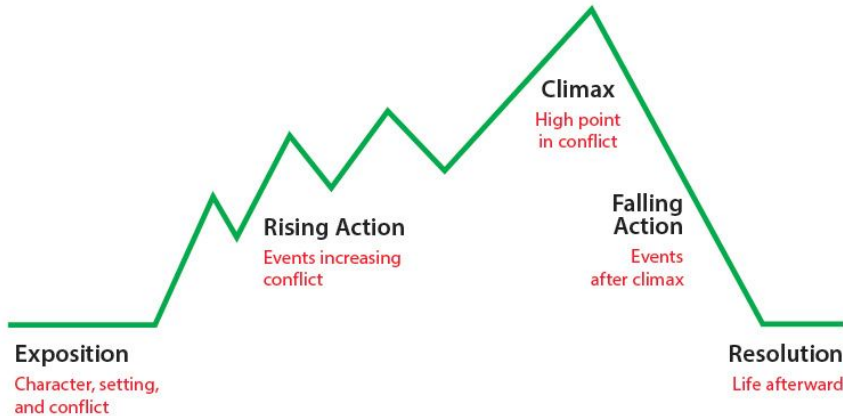 Climax
High point
in conflict
Rising Action
Events increasing
conflict
Falling
Action
Events
after climax
Exposition
Character, setting,
and conflict
Resolution
Life afterward